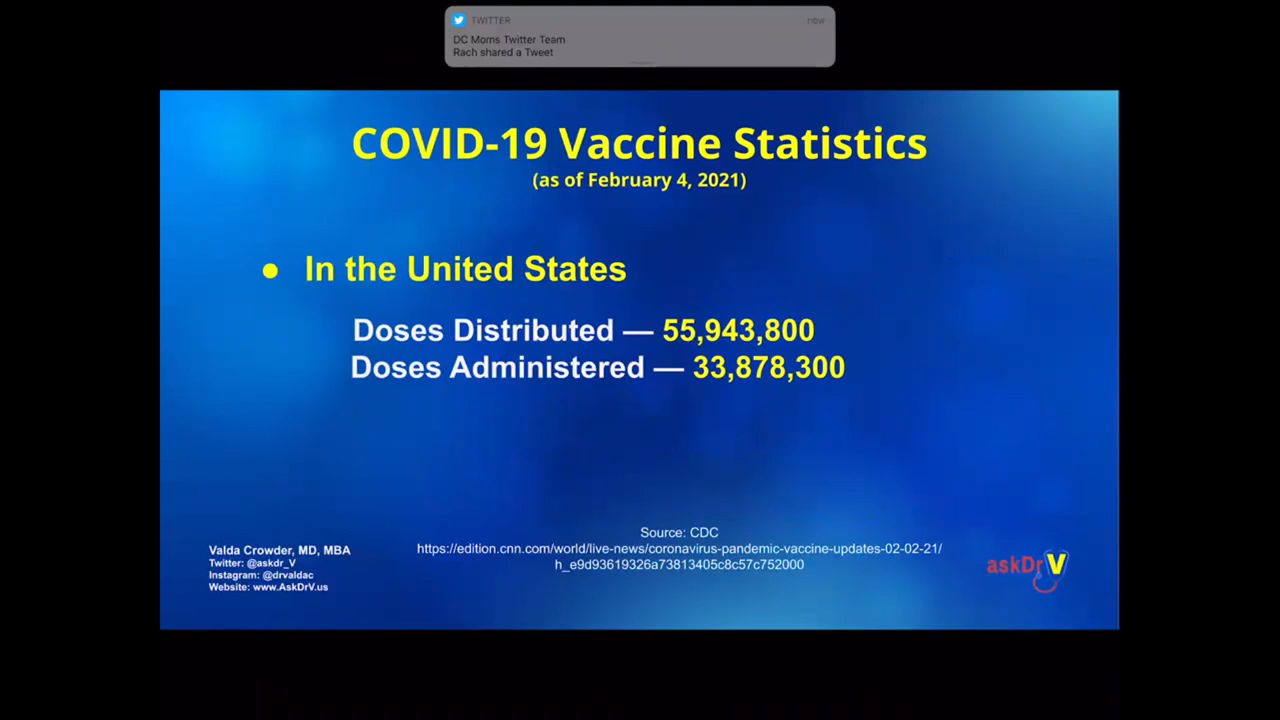 TWITTER
now
DC Moms Twitter Team
Rach shared a Tweet
COVID-19 Vaccine Statistics
(as of February 4, 2021)
● In the United States
Doses Distributed — 55,943,800
Doses Administered — 33,878,300
Source: CDC
https://edition.cnn.com/world/live-news/coronavirus-pandemic-vaccine-updates-02-02-21/
h_e9d93619326a73813405c8c57c752000
Valda Crowder, MD, MBA
Twitter: @askdr_V
Instagram: @drvaldac
Website: www.AskDrV.us
askDrV